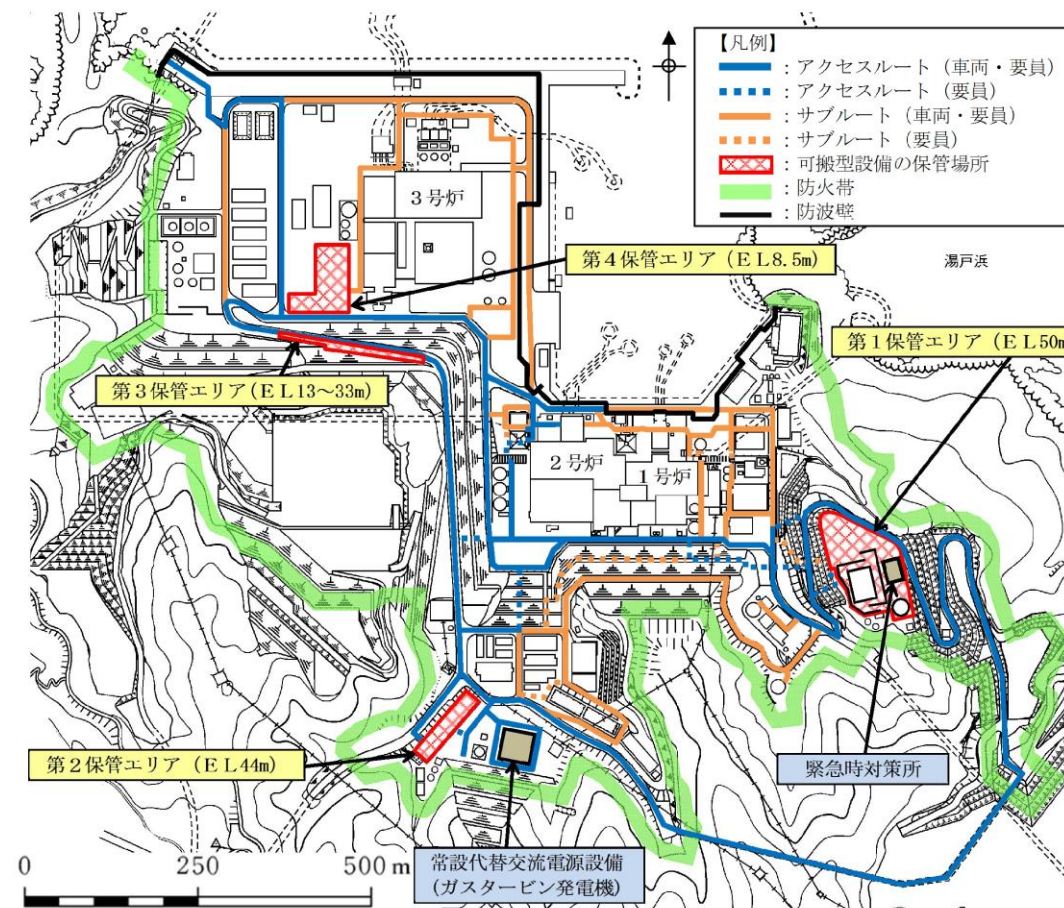 【凡例】
：アクセスルート（車両・要員）
：アクセスルート（要員）
：サブルート（車両・要員）
：サブルート（要員）
：可搬型設備の保管場所
：防火帯
：防波壁
3号炉
湯戸浜
第4保管エリア（EL8.5m）
第1保管エリア（EL50m
第3保管エリア（EL13～33m）
2号炉
1号炉
第2保管エリア（EL44m）
緊急時対策所
常設代替交流電源設備
（ガスタービン発電機）
0 250 500 m